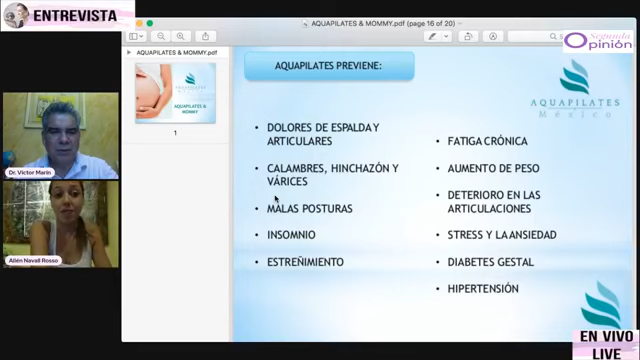 ENTREVISTA
AQUAPILATES & MOMMY.pdf (page 16 of 20)
Segunda
Opinión
AQUAPILATES & MOMMY.pdf
AQUAPILATES &
MOMMY
1
AQUAPILATES PREVIENE:
AQUAPILATES
México
• DOLORES DE ESPALDA Y
ARTICULARES
• CALAMBRES, HINCHAZÓN Y
VÁRICES
• MALAS POSTURAS
• INSOMNIO
• ESTREÑIMIENTO
• FATIGA CRÓNICA
• AUMENTO DE PESO
• DETERIORO EN LAS
ARTICULACIONES
• STRESS Y LA ANSIEDAD
• DIABETES GESTAL
• HIPERTENSIÓN
Dr. Víctor Marín
Ailén Navall Rosso
EN VIVO
LIVE